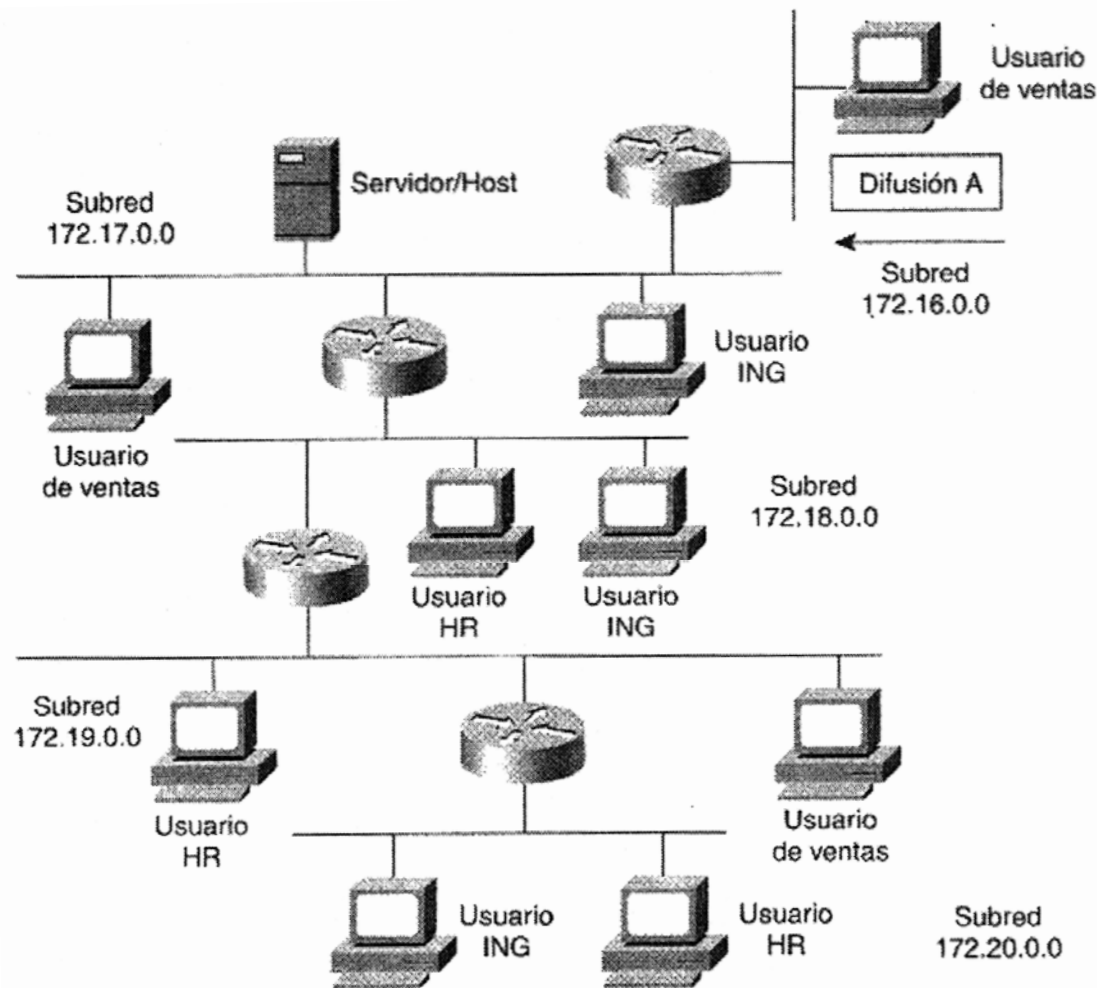 Usuario
de ventas
Servidor/Host
Difusión A
Subred
172.17.0.0
Subred
172.16.0.0
Usuario
ING
Usuario
de ventas
Subred
172.18.0.0
Usuario
HR
Usuario
ING
Subred
172.19.0.0
Usuario
HR
Usuario
de ventas
Usuario
ING
Usuario
HR
Subred
172.20.0.0